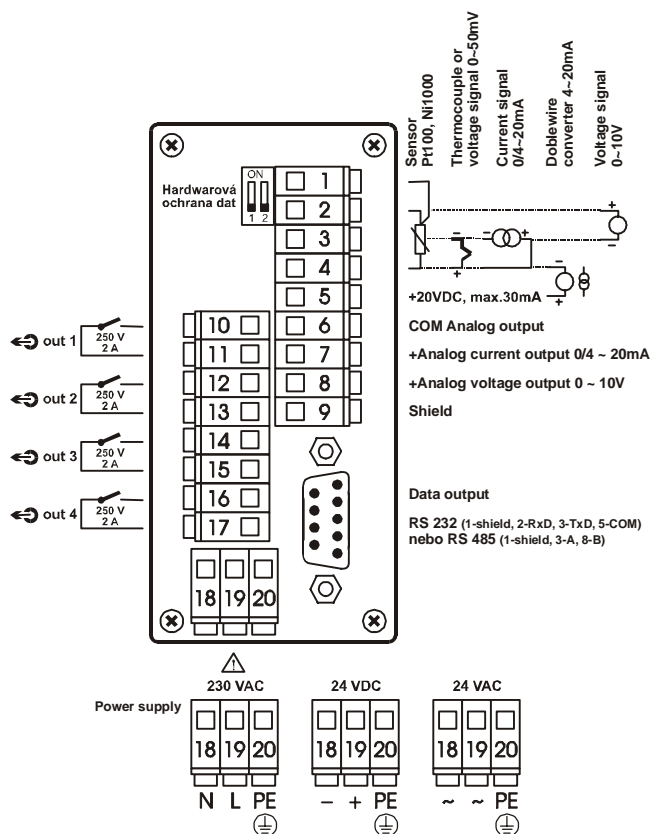 Sensor
Pt100, Ni1000
Thermocouple or
voltage signal 0~50mV
Current signal
0/4~20mA
Doblewire
converter 4~20mA
Voltage signal
0~10V
Hardwarová
ochrana dat
ON
1 2
1
2
3
4
5
6
7
8
9
+
−
− − +
+ −
+20VDC, max.30mA +
COM Analog output
+Analog current output 0/4 ~ 20mA
+Analog voltage output 0 ~ 10V
Shield
out 1
250 V
2 A
out 2
250 V
2 A
out 3
250 V
2 A
out 4
250 V
2 A
10
11
12
13
14
15
16
17
Data output
RS 232 (1-shield, 2-RxD, 3-TxD, 5-COM)
nebo RS 485 (1-shield, 3-A, 8-B)
18 19 20
Power supply
230 VAC
18 19 20
N L PE
24 VDC
18 19 20
− + PE
24 VAC
18 19 20
~ ~ PE